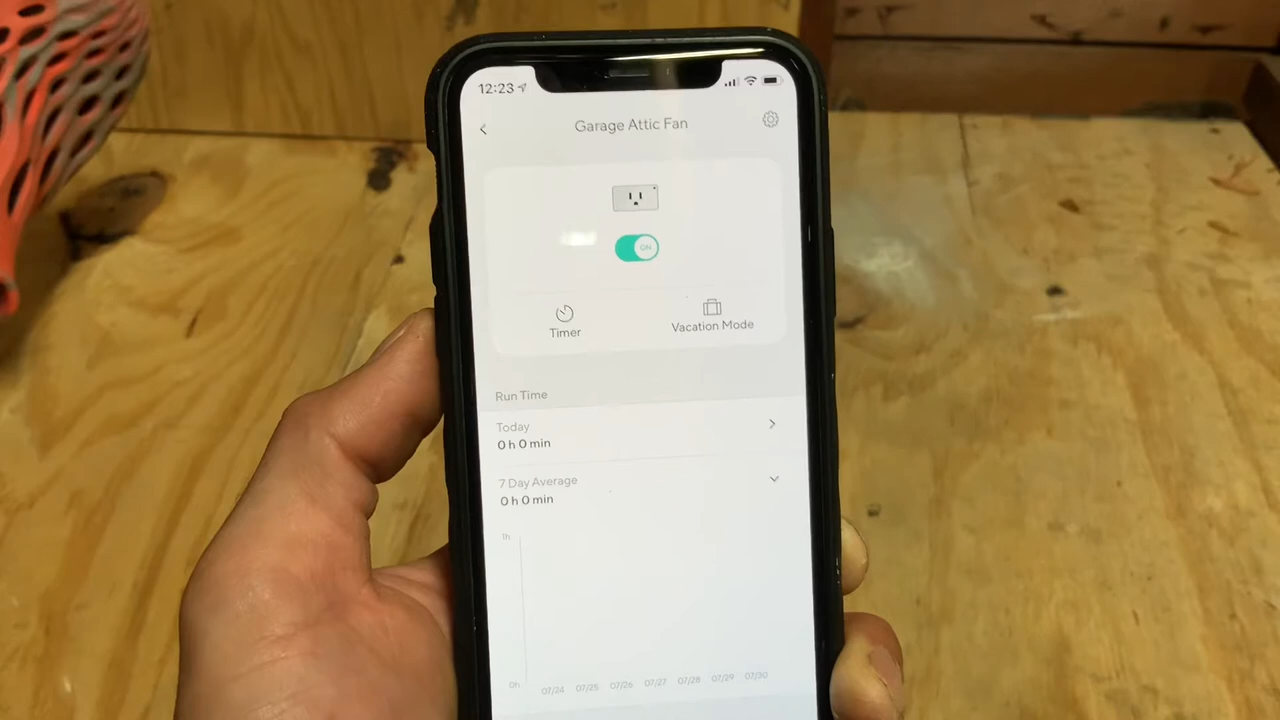 12:23
Garage Attic Fan
ON
Timer
Vacation Mode
Run Time
Today
0 h 0 min
7 Day Average
0 h 0 min
1h
0h
07/24 07/25 07/26 07/27 07/28 07/29 07/30